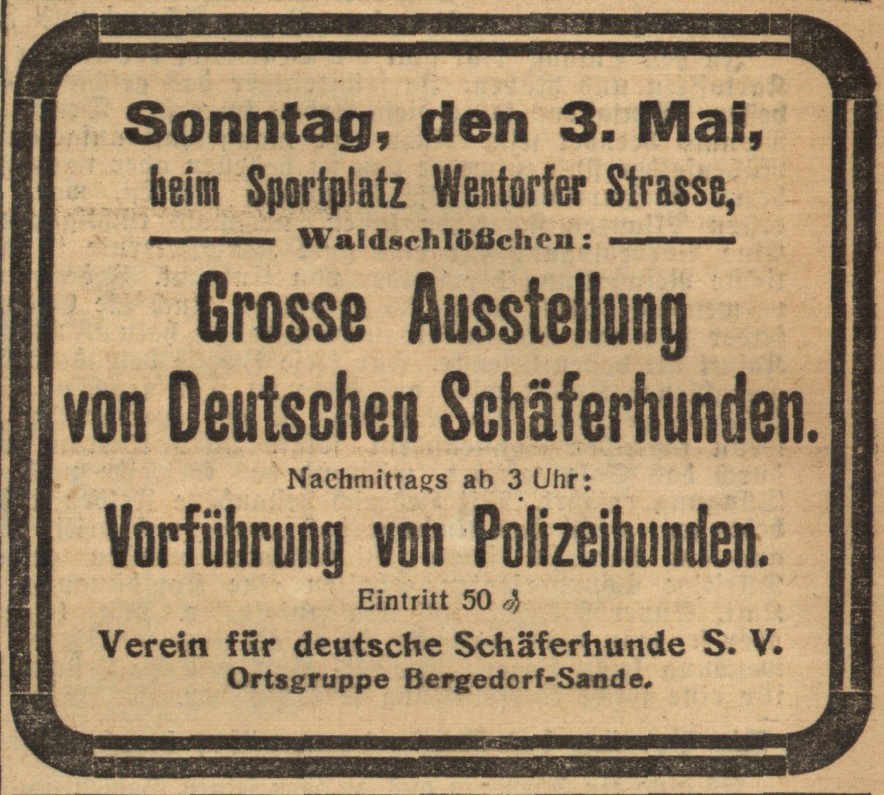 Sonntag, den 3. Mai,
beim Sportplatz Wentorfer Strasse,
Waldschlößchen:
Grosse Ausstellung
von Deutschen Schäferhunden.
Nachmittags ab 3 Uhr:
Vorführung von Polizeihunden.
Eintritt 50 ₰
Verein für deutsche Schäferhunde S. V.
Ortsgruppe Bergedorf-Sande.